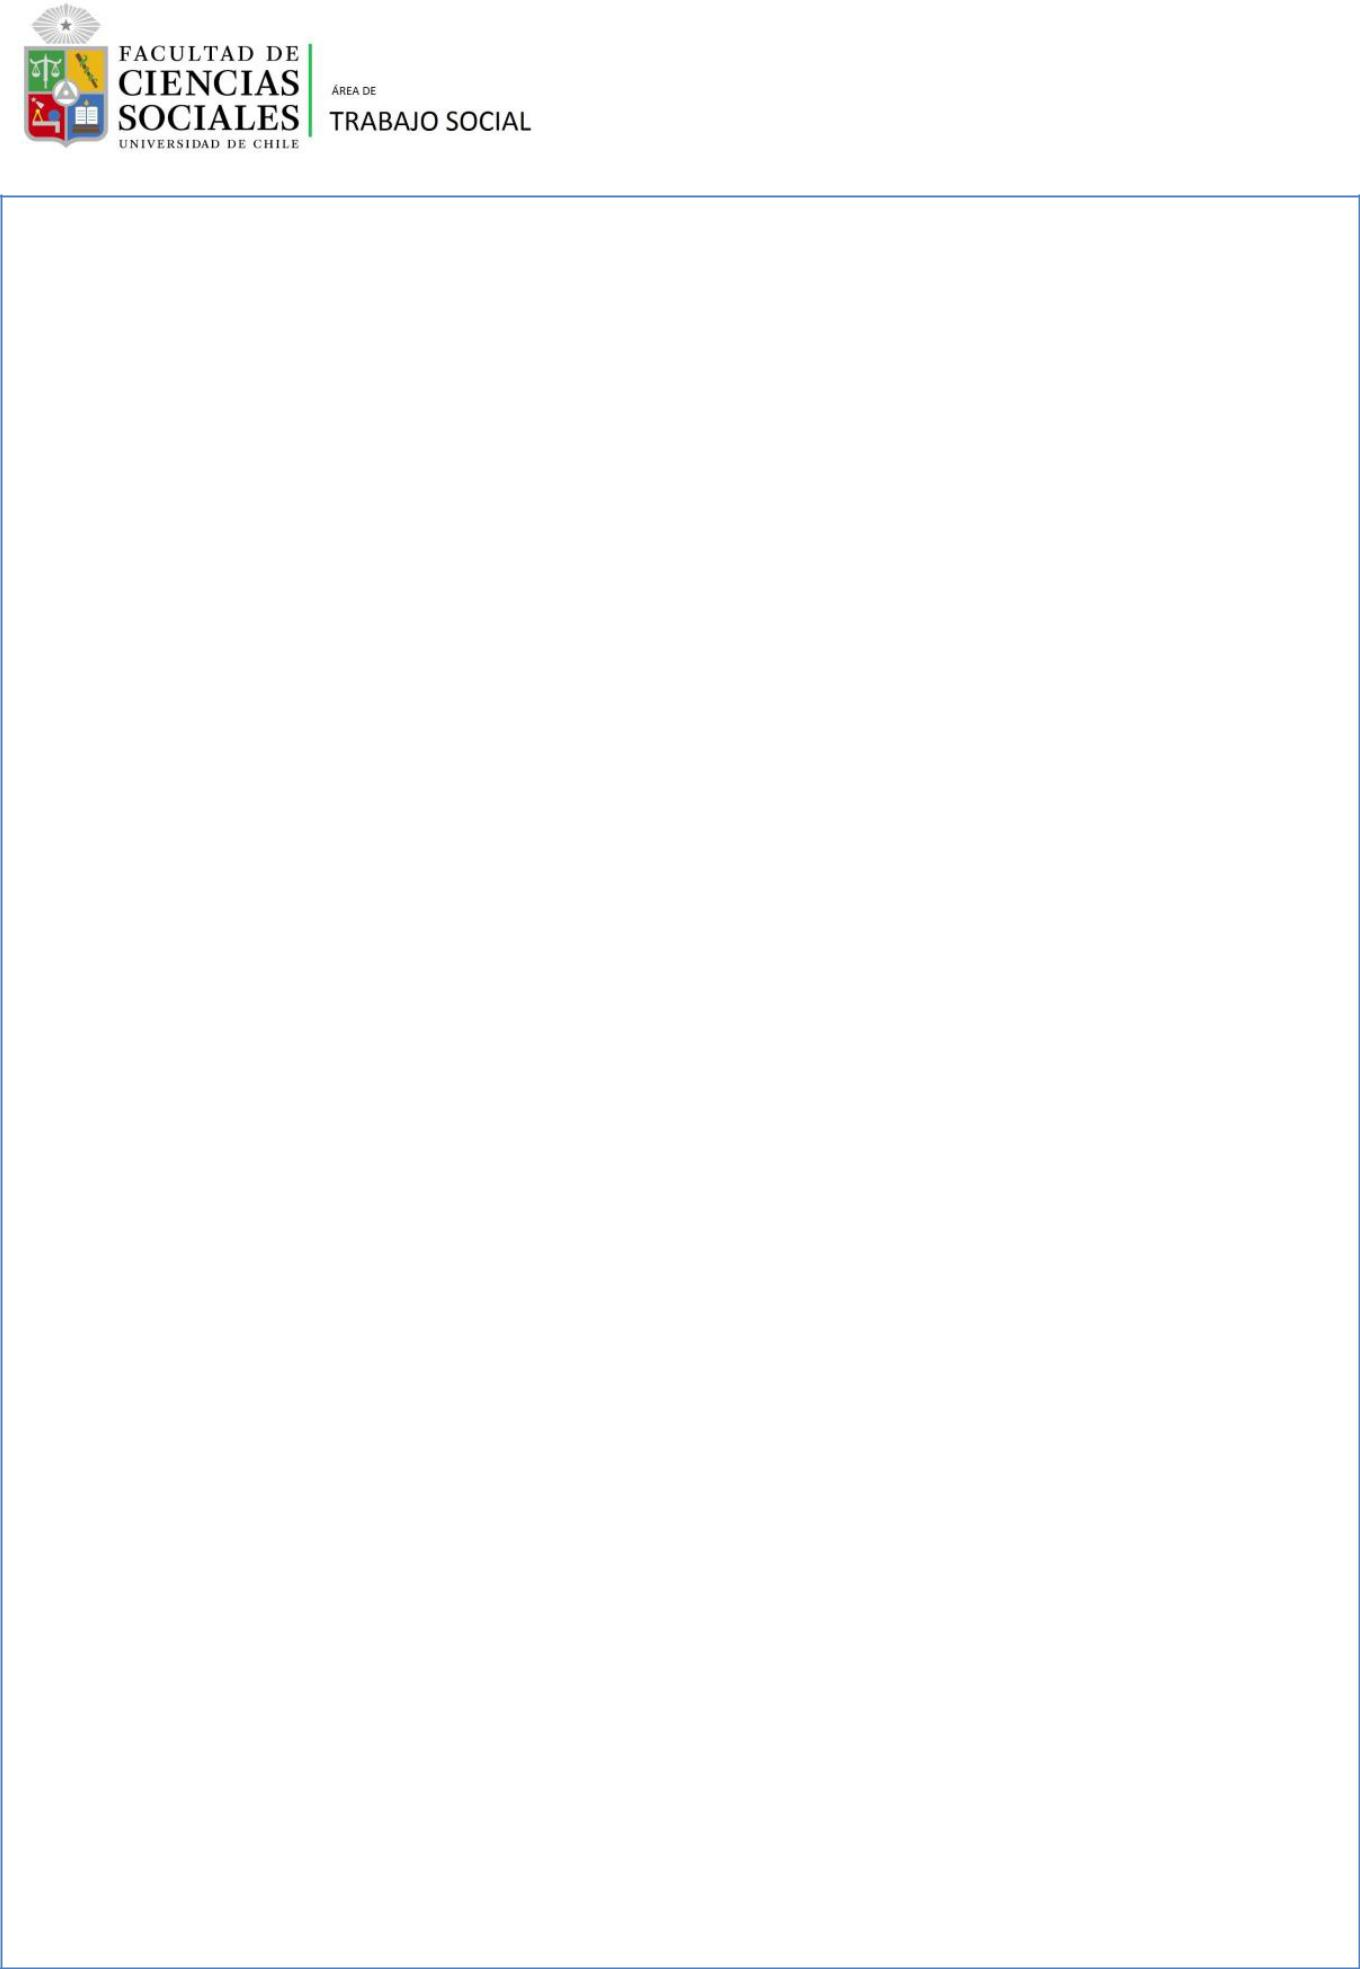 FACULTAD DE
CIENCIAS
SOCIALES
UNIVERSIDAD DE CHILE
ÁREA DE
TRABAJO SOCIAL